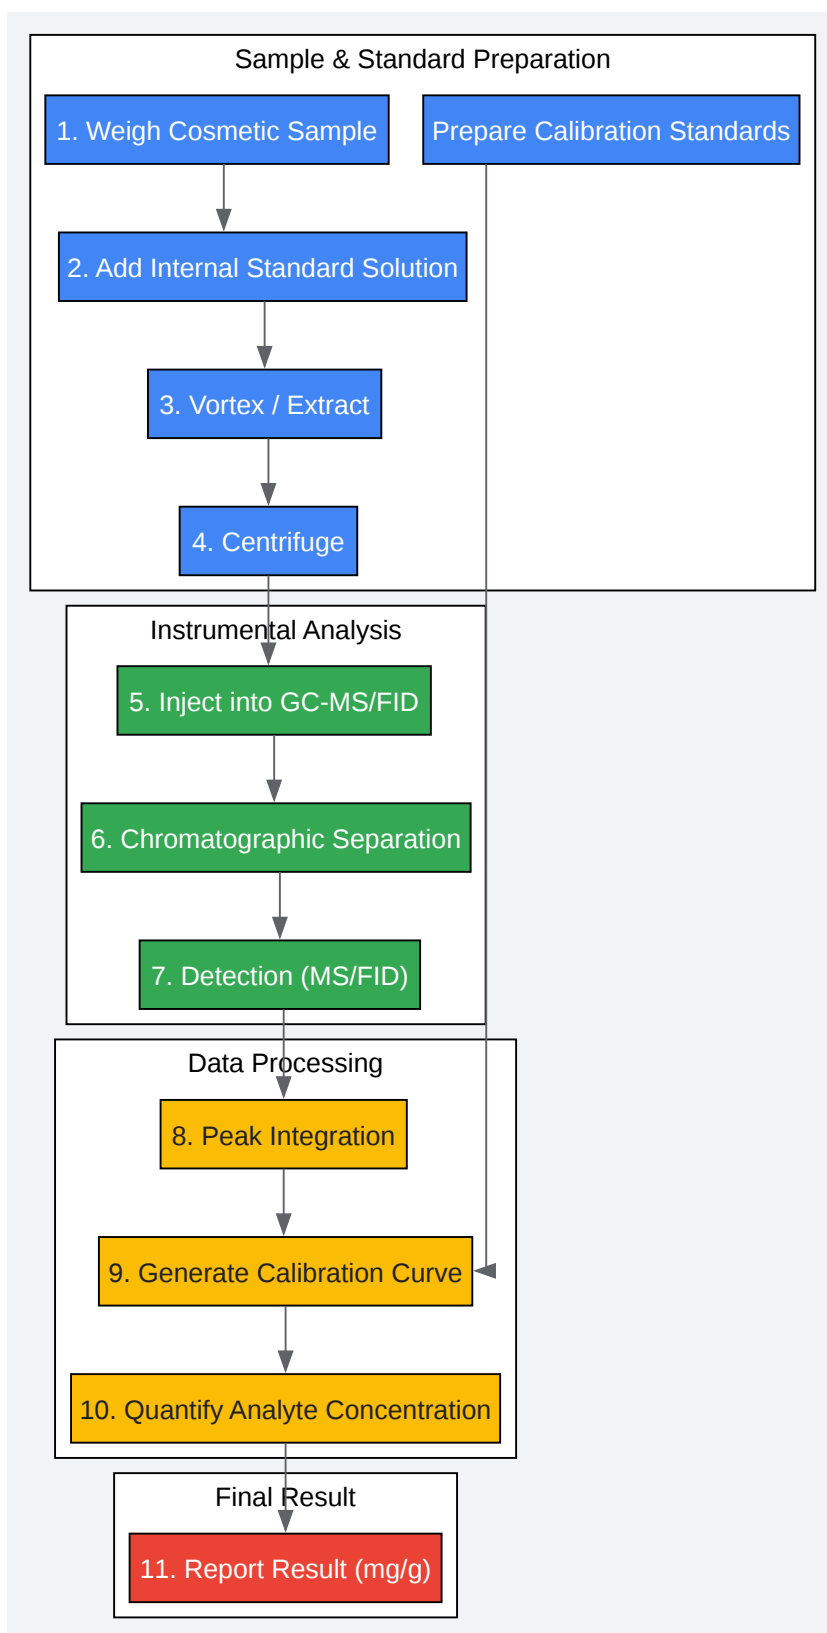 Sample & Standard Preparation
1. Weigh Cosmetic Sample
Prepare Calibration Standards
2. Add Internal Standard Solution
3. Vortex / Extract
4. Centrifuge
Instrumental Analysis
5. Inject into GC-MS/FID
6. Chromatographic Separation
7. Detection (MS/FID)
Data Processing
8. Peak Integration
9. Generate Calibration Curve
10. Quantify Analyte Concentration
Final Result
11. Report Result (mg/g)